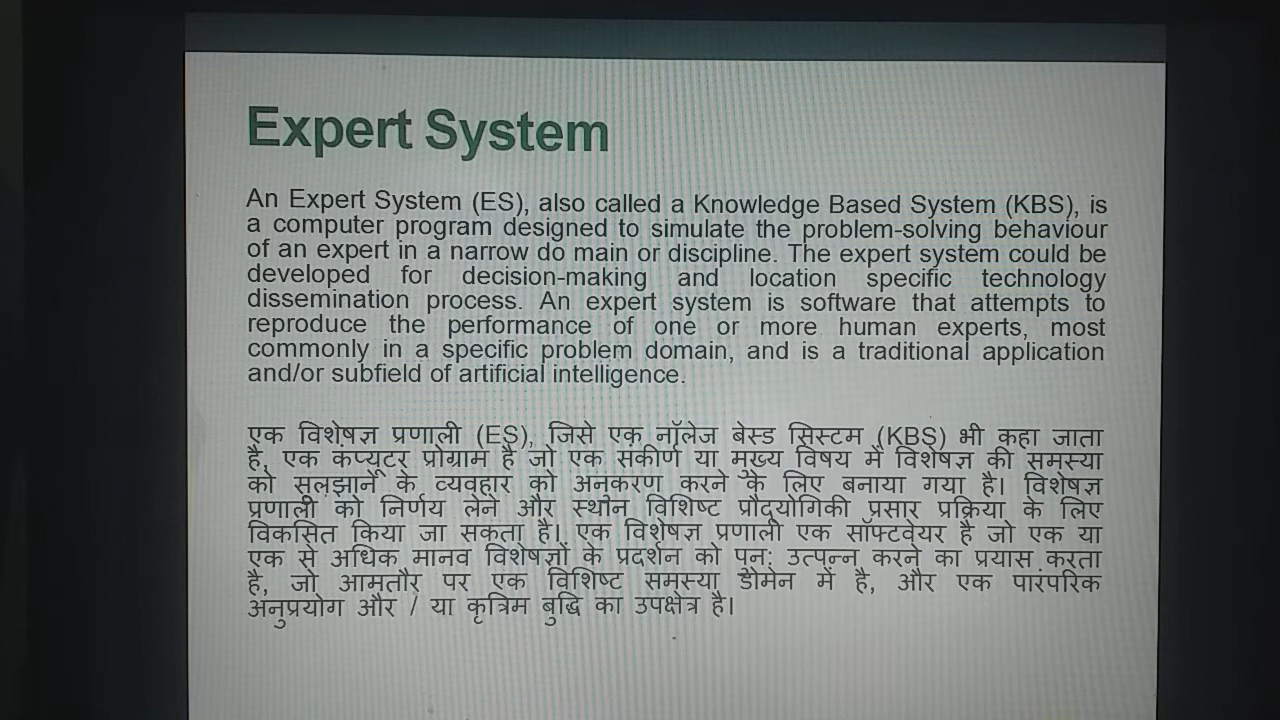 Expert System
An Expert System (ES), also called a Knowledge Based System (KBS), is
a computer program designed to simulate the problem-solving behaviour
of an expert in a narrow do main or discipline. The expert system could be
developed for decision-making and location specific technology
dissemination process. An expert system is software that attempts to
reproduce the performance of one or more human experts, most
commonly in a specific problem domain, and is a traditional application
and/or subfield of artificial intelligence.
एक विशेषज्ञ प्रणाली (ES), जिसे एक नॉलेज बेस्ड सिस्टम (KBS) भी कहा जाता
है, एक कंप्यूटर प्रोग्राम है जो एक संकीर्ण या मुख्य विषय में विशेषज्ञ की समस्या
को सुलझाने के व्यवहार को अनुकरण करने के लिए बनाया गया है। विशेषज्ञ
प्रणाली को निर्णय लेने और स्थान विशिष्ट प्रौद्योगिकी प्रसार प्रक्रिया के लिए
विकसित किया जा सकता है। एक विशेषज्ञ प्रणाली एक सॉफ्टवेयर है जो एक या
एक से अधिक मानव विशेषज्ञों के प्रदर्शन को पुन: उत्पन्न करने का प्रयास करता
है, जो आमतौर पर एक विशिष्ट समस्या डोमेन में है, और एक पारंपरिक
अनुप्रयोग और / या कृत्रिम बुद्धि का उपक्षेत्र है।